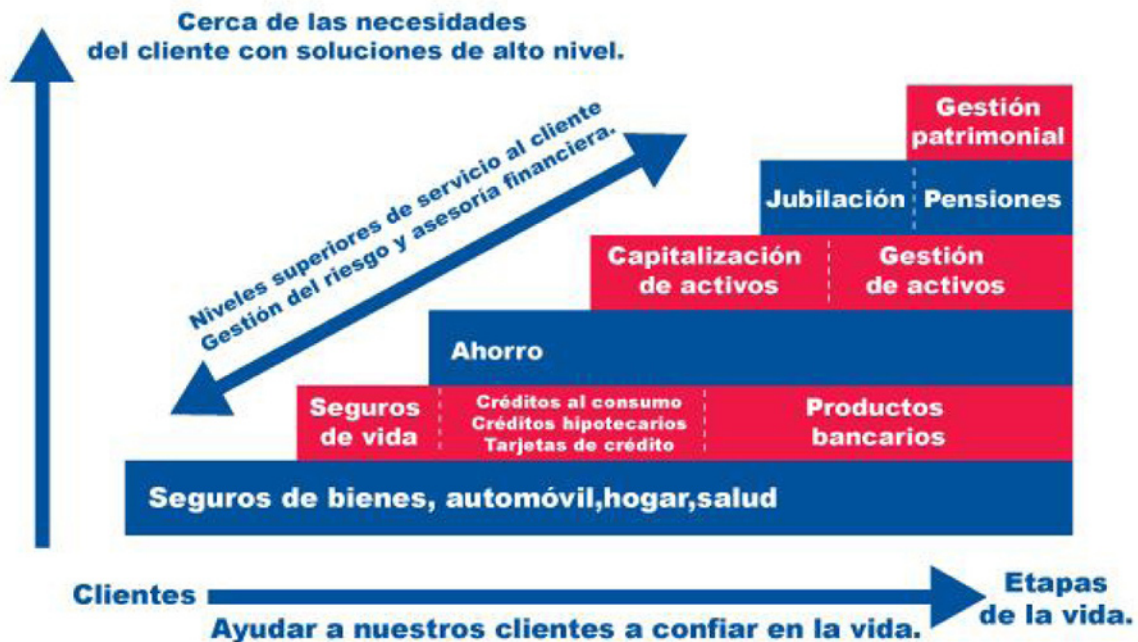 Cerca de las necesidades
del cliente con soluciones de alto nivel.
Niveles superiores de servicio al cliente
Gestión del riesgo y asesoría financiera.
Gestión
patrimonial
Jubilación
Pensiones
Capitalización
de activos
Gestión
de activos
Ahorro
Seguros
de vida
Créditos al consumo
Créditos hipotecarios
Tarjetas de crédito
Productos
bancarios
Seguros de bienes, automóvil,hogar,salud
Clientes
Etapas
de la vida.
Ayudar a nuestros clientes a confiar en la vida.